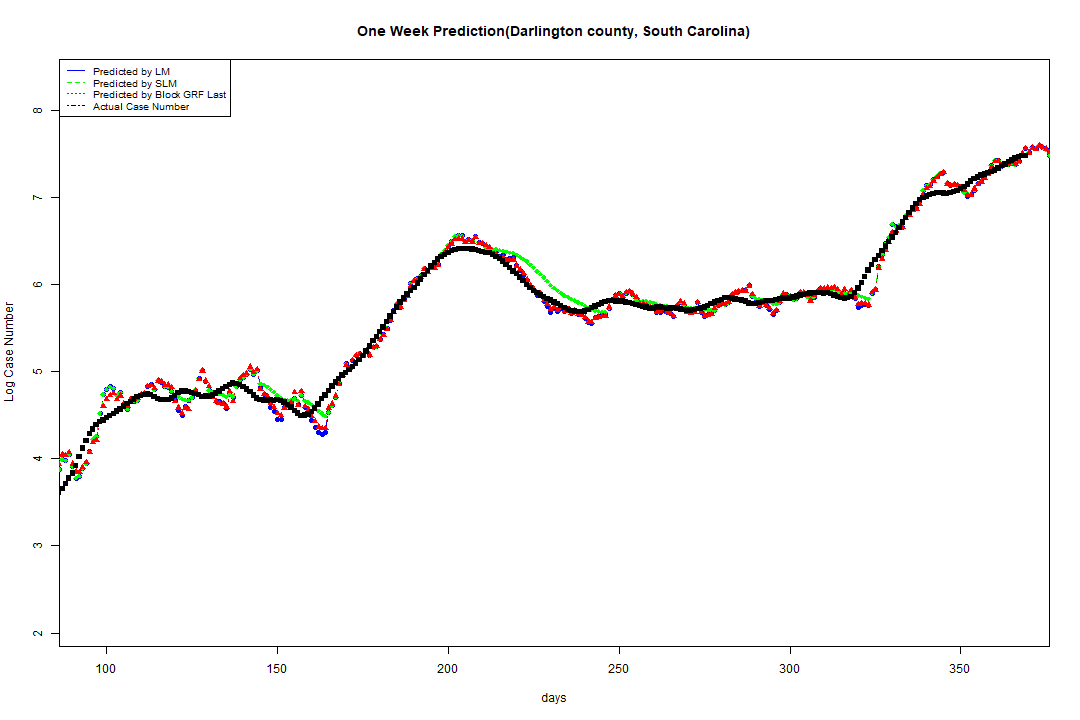 One Week Prediction(Darlington county, South Carolina)
Predicted by LM
Predicted by SLM
Predicted by Block GRF Last
Actual Case Number
8
7
6
5
4
3
2
Log Case Number
100 150 200 250 300 350
days